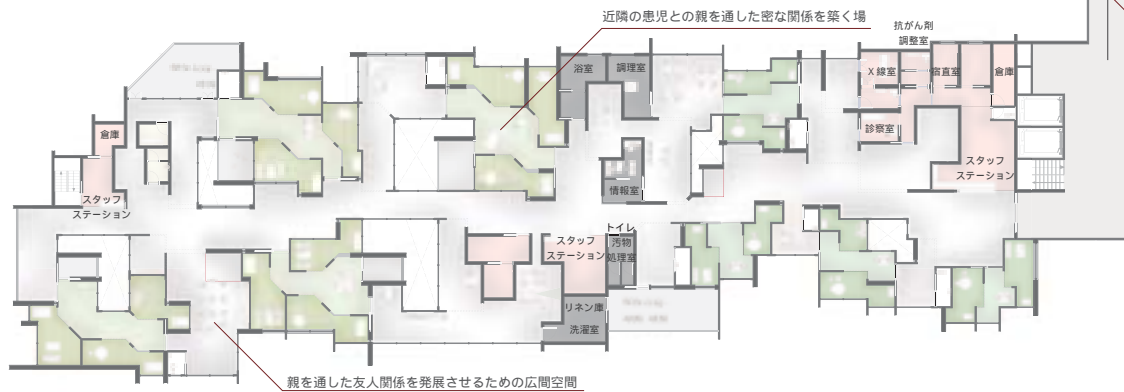 近隣の患児との親を通した密な関係を築く場
抗がん剤
調整室
浴室
調理室
X線室
宿直室
倉庫
倉庫
診察室
スタッフ
ステーション
情報室
スタッフ
ステーション
トイレ
汚物
処理室
スタッフ
ステーション
リネン庫
洗濯室
親を通した友人関係を発展させるための広間空間